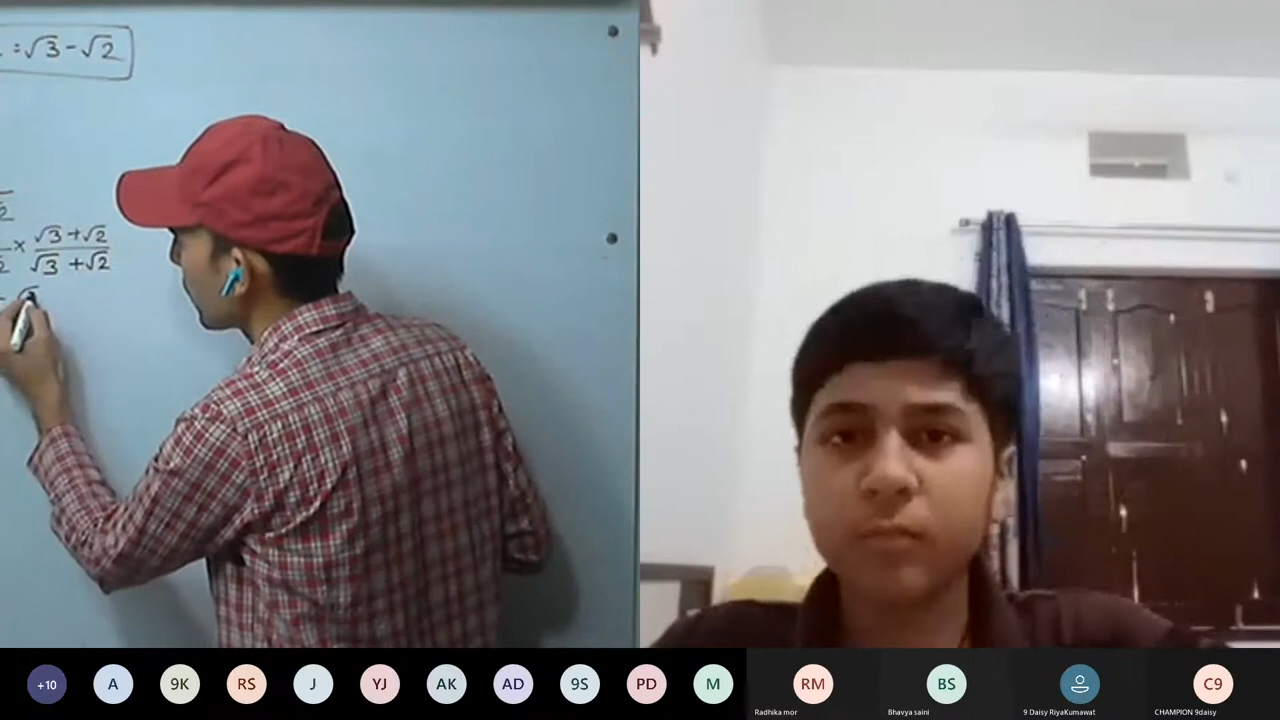 = √3 - √2
√3 + √2
× 
√3 + √2
+10 A 9K RS J YJ AK AD 9S PD M RM BS C9
Radhika mor Bhavya saini 9 Daisy RiyaKumawat CHAMPION 9daisy